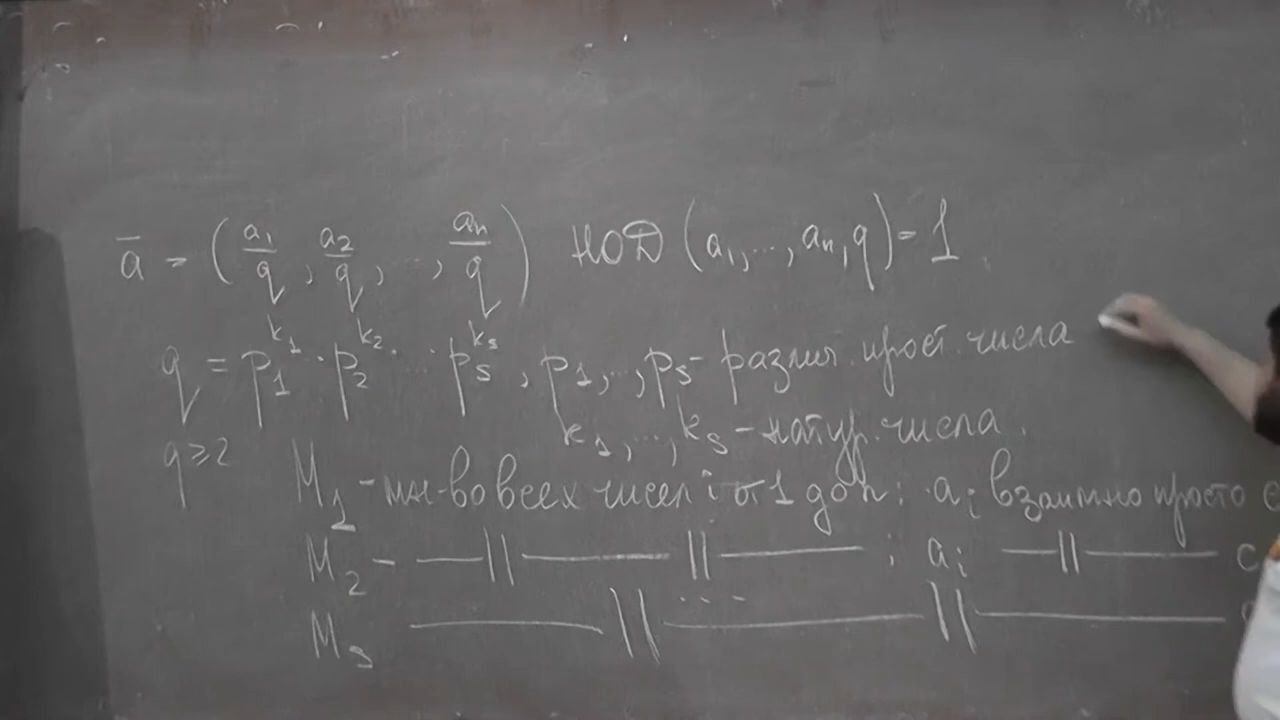 ā = (a₁/q, a₂/q, ..., aₙ/q) НОД (a₁, ..., aₙ, q) = 1
q = p₁^k₁ · p₂^k₂ ... pₛ^kₛ, p₁, ..., pₛ - различ. прост. числа
k₁, ..., kₛ - натур. числа.
q ⩾ 2
M₁ - мн-во всех чисел i от 1 до n: aᵢ взаимно просто с
M₂ - —||— ||— ; aᵢ —||— с
...
Mₛ —||— —||— с